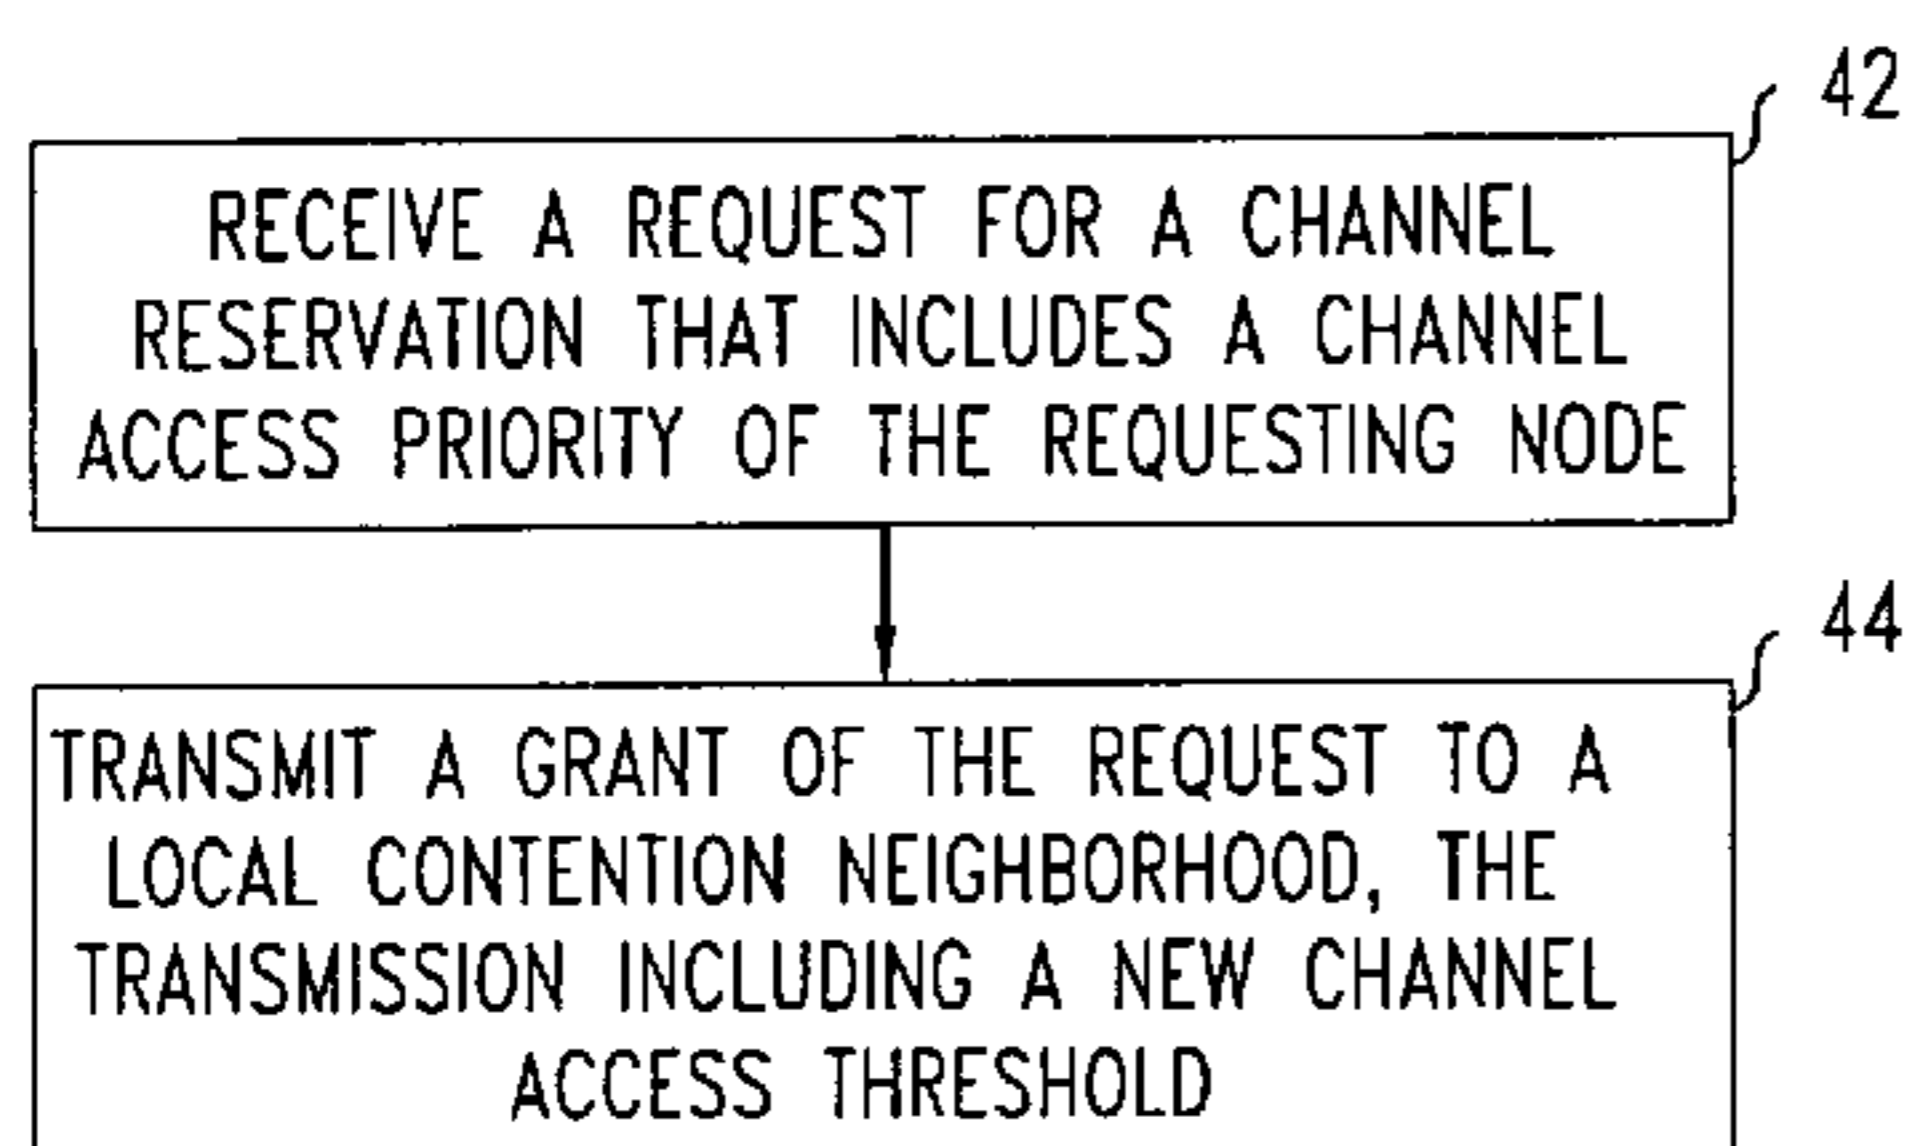 42
RECEIVE A REQUEST FOR A CHANNEL
RESERVATION THAT INCLUDES A CHANNEL
ACCESS PRIORITY OF THE REQUESTING NODE
44
TRANSMIT A GRANT OF THE REQUEST TO A
LOCAL CONTENTION NEIGHBORHOOD, THE
TRANSMISSION INCLUDING A NEW CHANNEL
ACCESS THRESHOLD